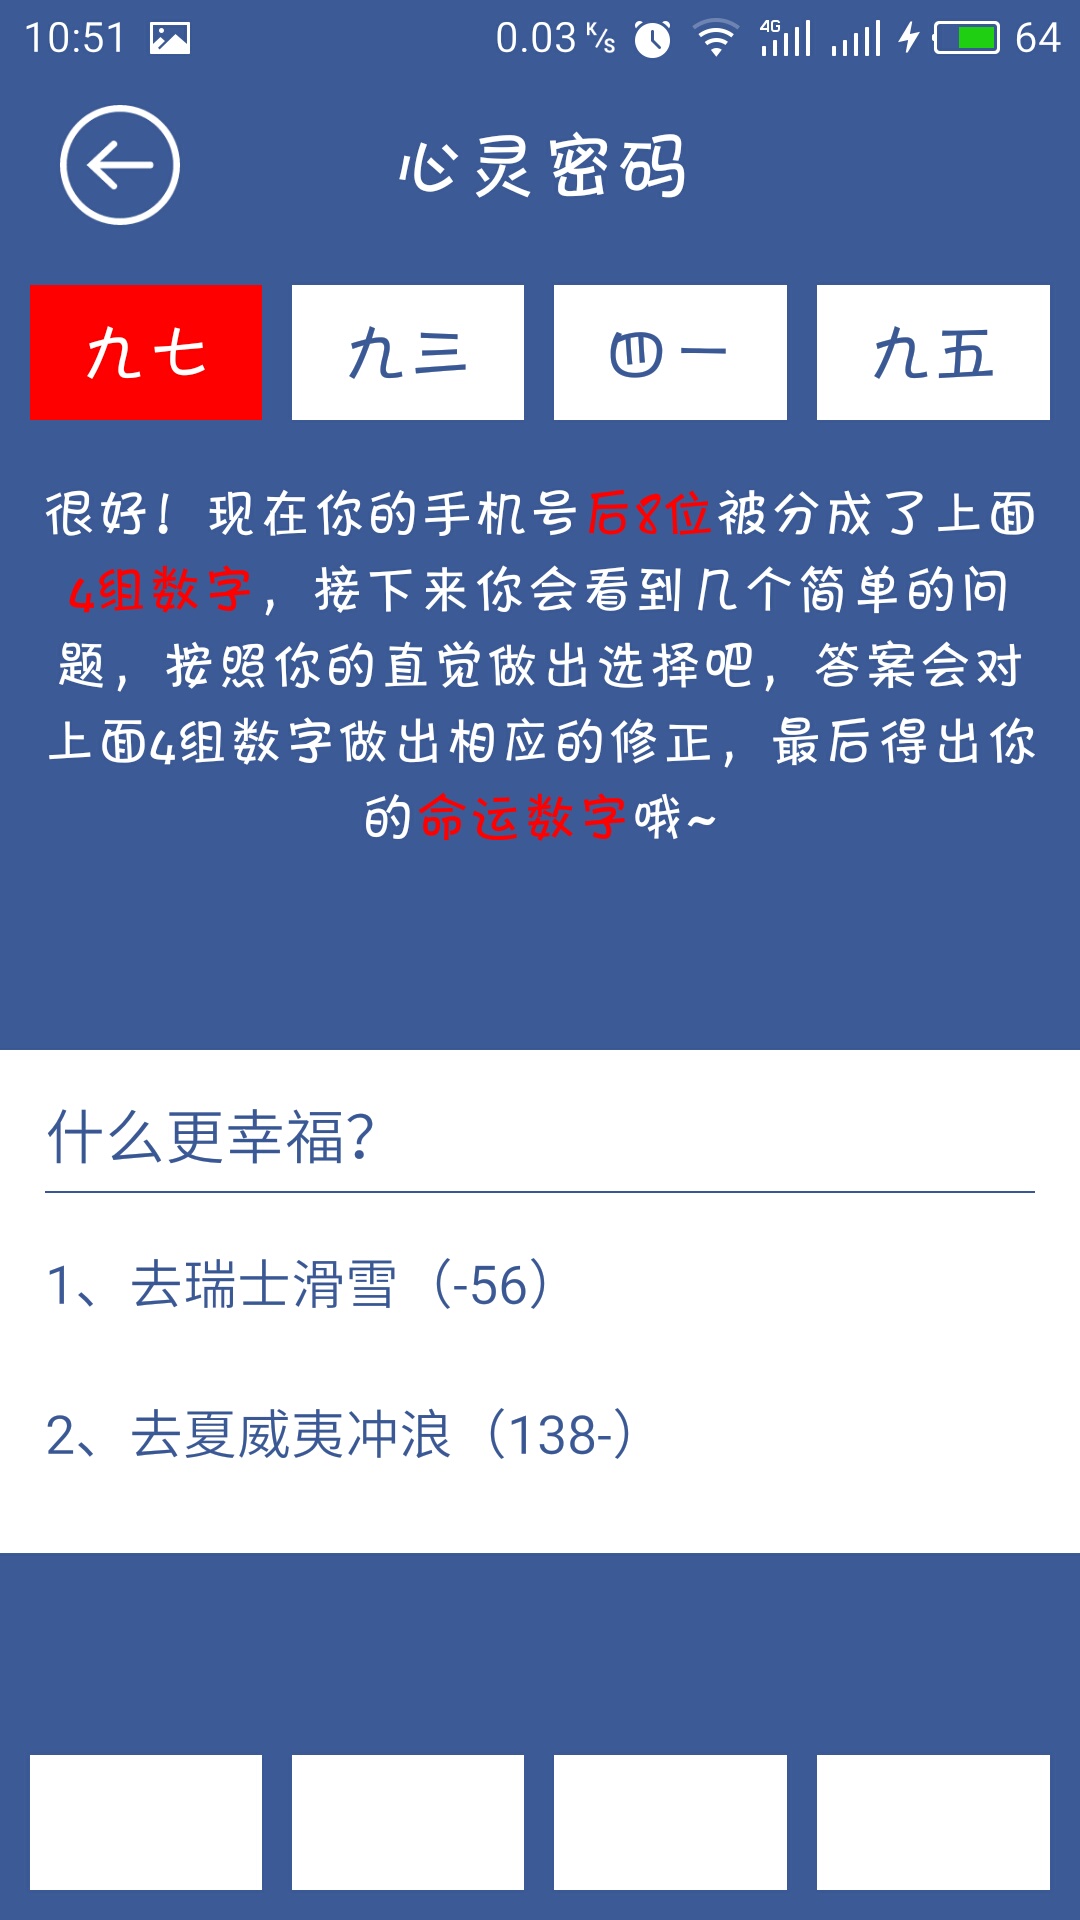 10:51 0.03 K/s 4G 64
心灵密码
九七 九三 四一 九五
很好！现在你的手机号后8位被分成了上面
4组数字，接下来你会看到几个简单的问
题，按照你的直觉做出选择吧，答案会对
上面4组数字做出相应的修正，最后得出你
的命运数字哦~
什么更幸福?
1、去瑞士滑雪（-56）
2、去夏威夷冲浪（138-）